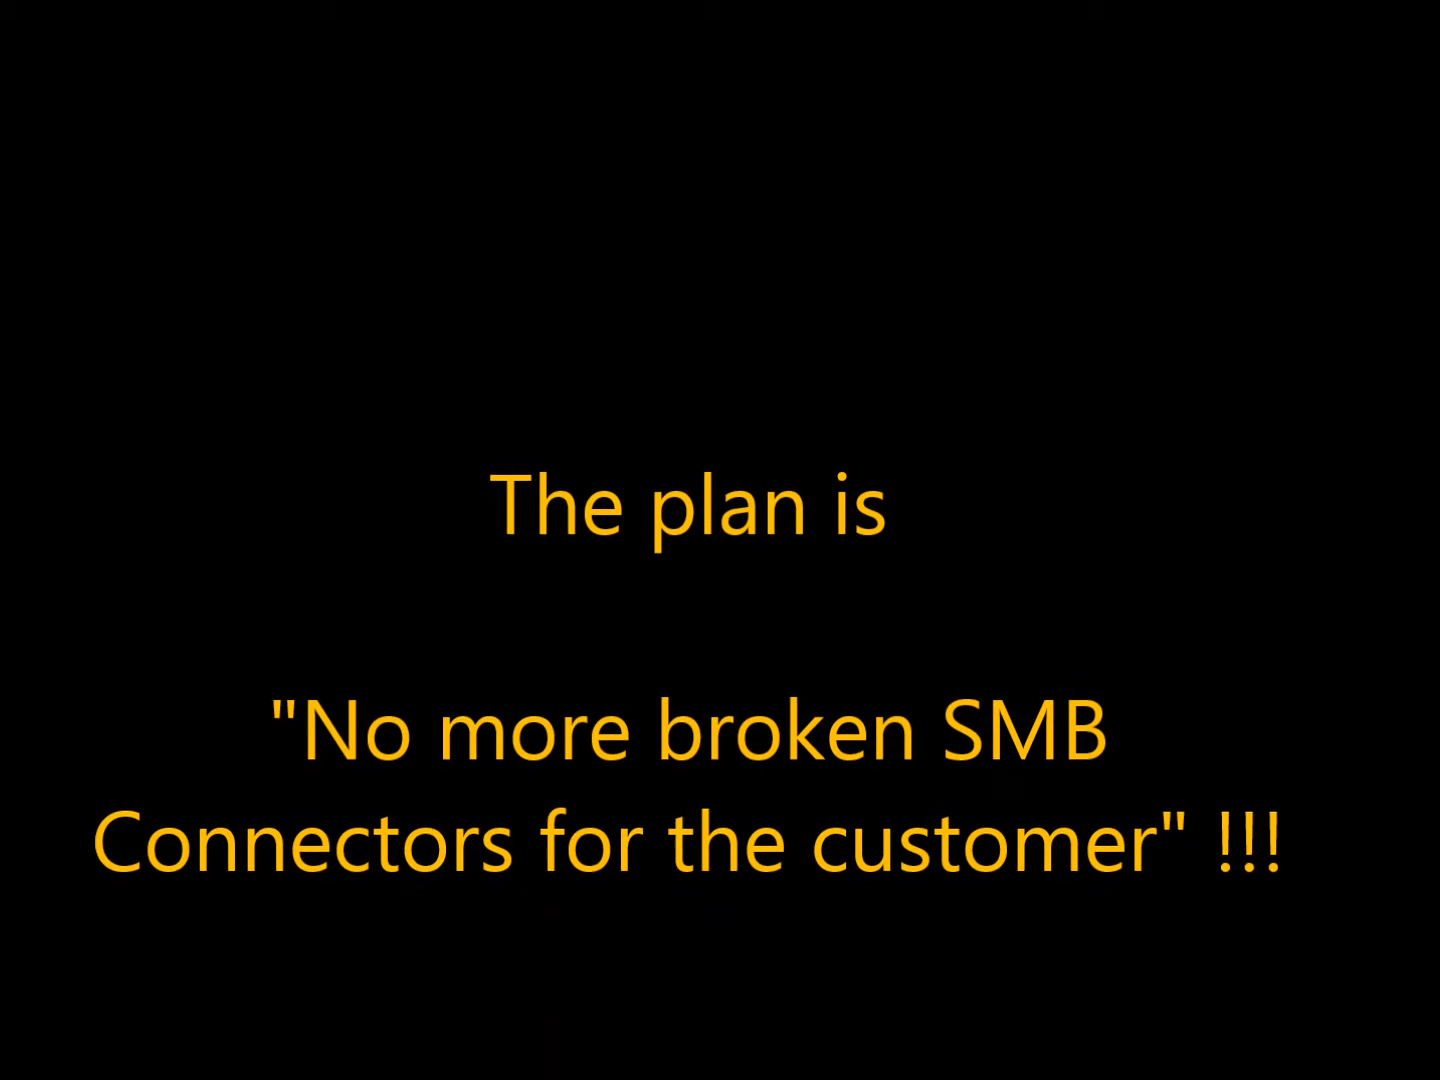 The plan is
"No more broken SMB
Connectors for the customer" !!!